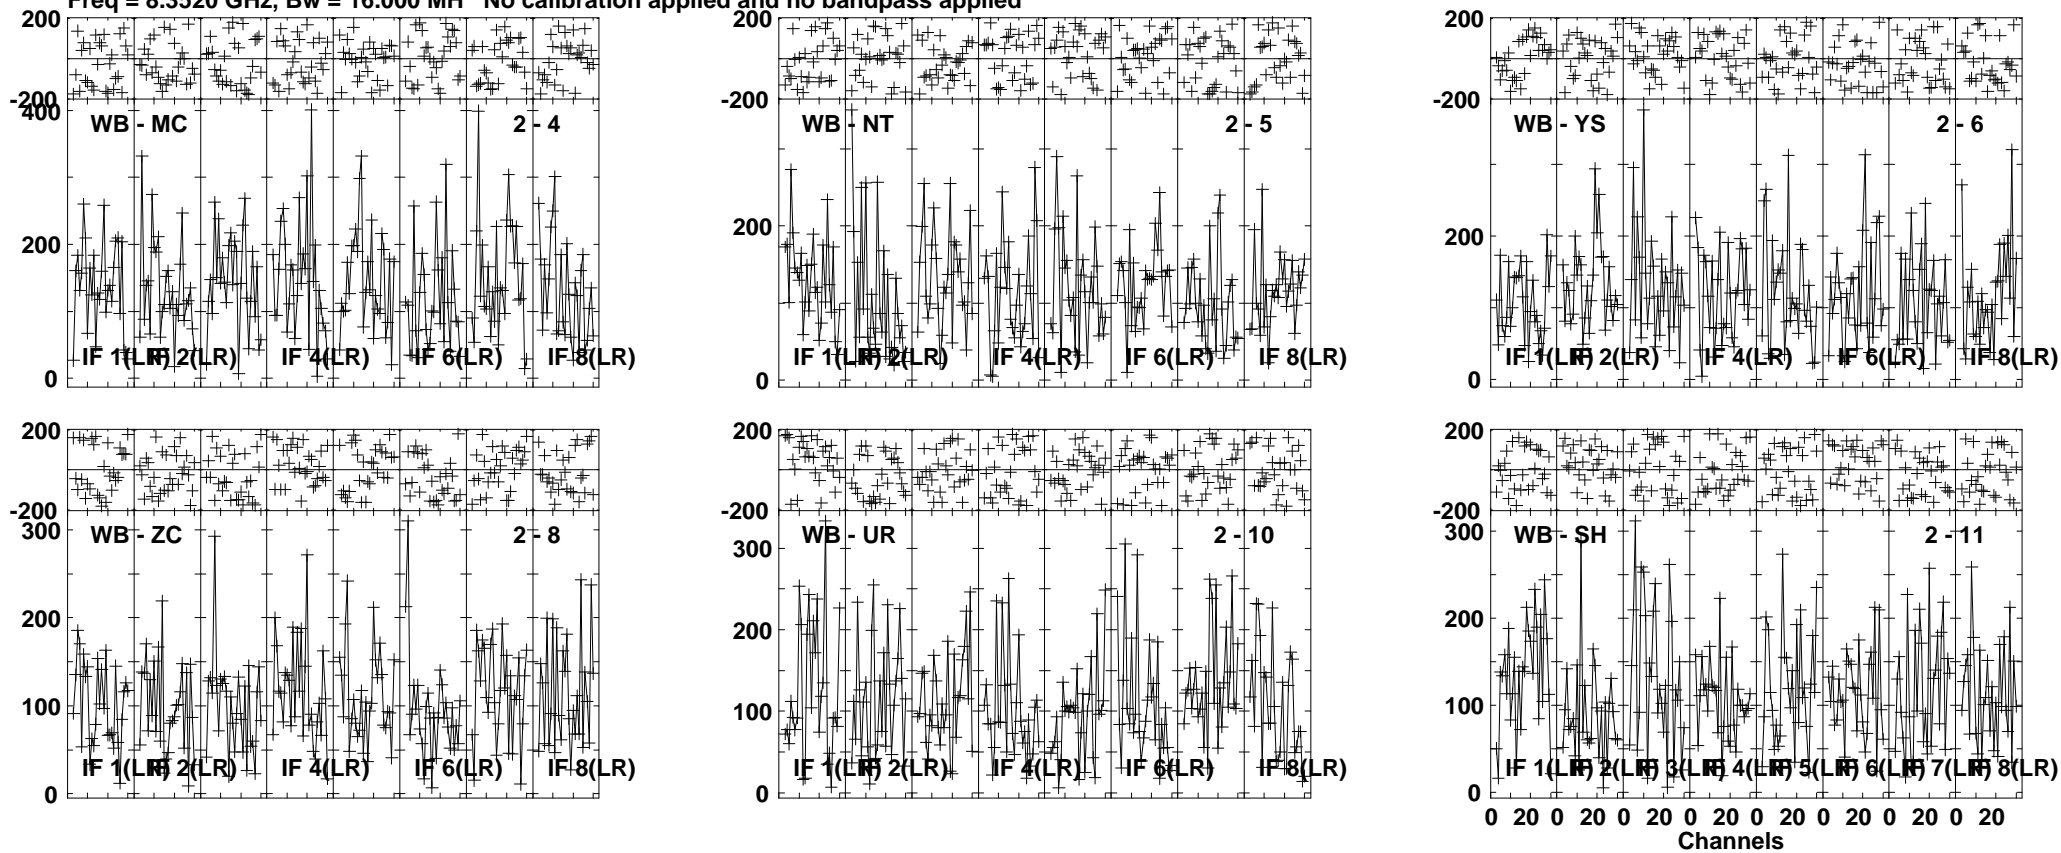 Freq = 8.3520 GHz, Bw = 16.000 MH No calibration applied and no bandpass applied
200
-200
400
200
0
WB - MC 2 - 4
IF 1(LR) IF 2(LR) IF 4(LR) IF 6(LR) IF 8(LR)
200
-200
200
0
WB - NT 2 - 5
IF 1(LR) IF 2(LR) IF 4(LR) IF 6(LR) IF 8(LR)
200
-200
200
0
WB - YS 2 - 6
IF 1(LR) IF 2(LR) IF 4(LR) IF 6(LR) IF 8(LR)
200
-200
300
200
100
0
WB - ZC 2 - 8
IF 1(LR) IF 2(LR) IF 4(LR) IF 6(LR) IF 8(LR)
200
-200
300
200
100
0
WB - UR 2 - 10
IF 1(LR) IF 2(LR) IF 4(LR) IF 6(LR) IF 8(LR)
200
-200
300
200
100
0
WB - SH 2 - 11
IF 1(LR) IF 2(LR) IF 3(LR) IF 4(LR) IF 5(LR) IF 6(LR) IF 7(LR) IF 8(LR)
0 20 0 20 0 20 0 20 0 20 0 20 0 20 0 20
Channels